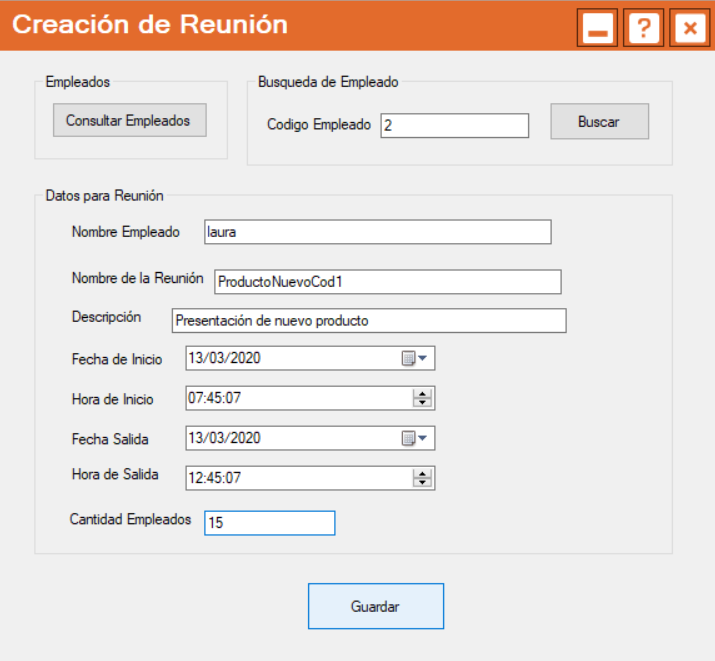 Creación de Reunión
Empleados
Consultar Empleados
Busqueda de Empleado
Codigo Empleado 2
Buscar
Datos para Reunión
Nombre Empleado laura
Nombre de la Reunión ProductoNuevoCod1
Descripción Presentación de nuevo producto
Fecha de Inicio 13/03/2020
Hora de Inicio 07:45:07
Fecha Salida 13/03/2020
Hora de Salida 12:45:07
Cantidad Empleados 15
Guardar